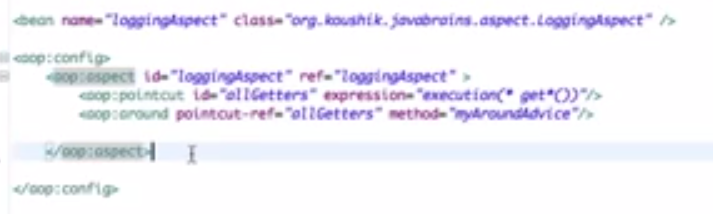 <bean name="loggingAspect" class="org.koushik.javabrains.aspect.LoggingAspect" />
<aop:config>
<aop:aspect id="loggingAspect" ref="loggingAspect" >
<aop:pointcut id="allGetters" expression="execution(* get*())"/>
<aop:around pointcut-ref="allGetters" method="myAroundAdvice"/>
</aop:aspect>
</aop:config>